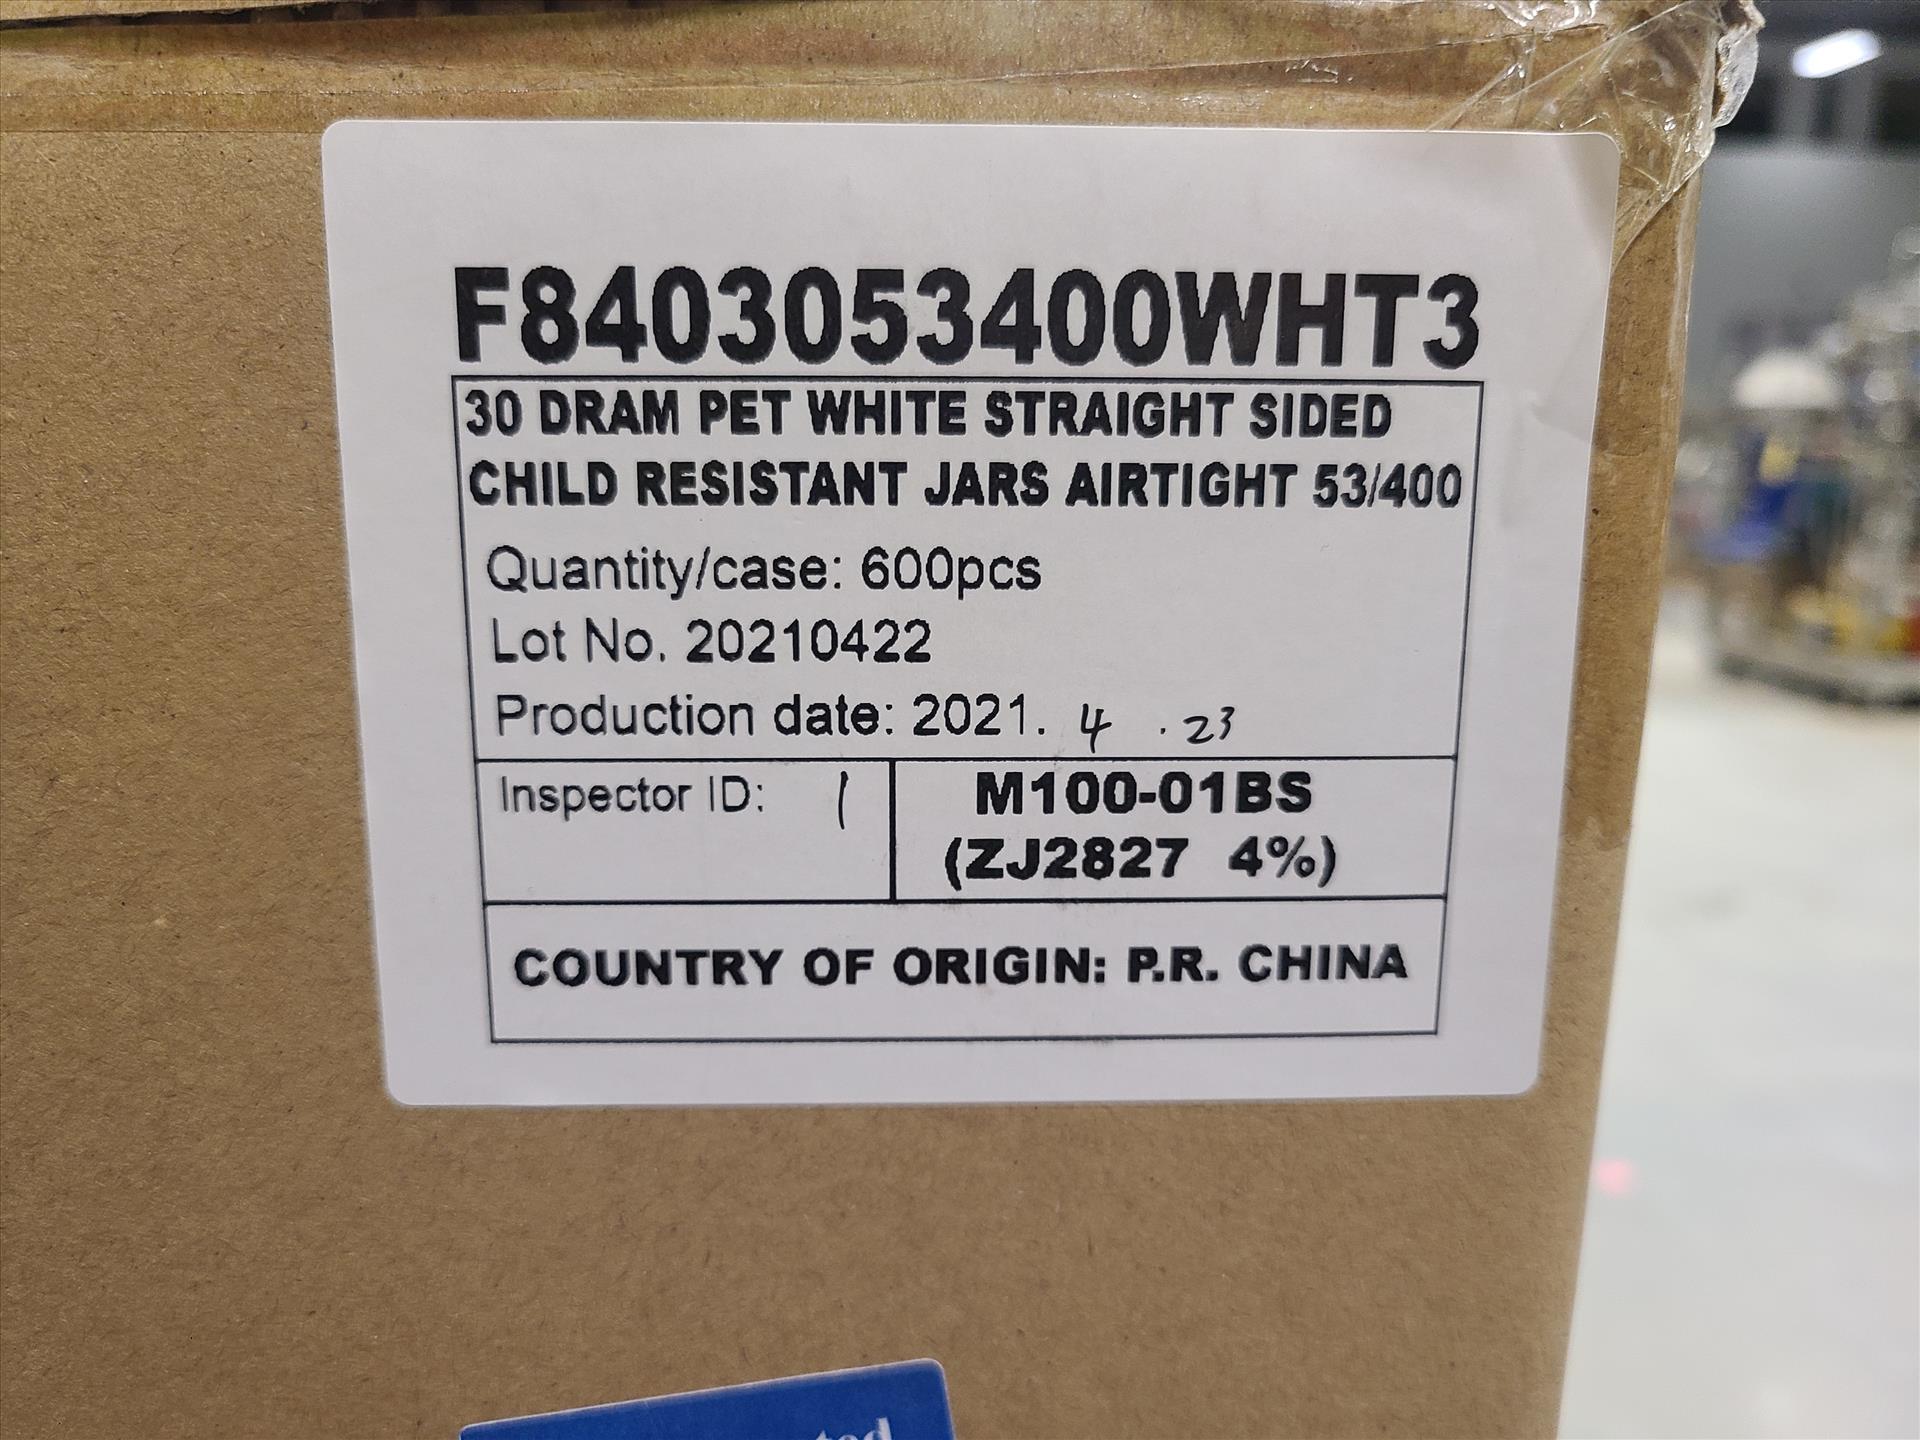 F8403053400WHT3
30 DRAM PET WHITE STRAIGHT SIDED
CHILD RESISTANT JARS AIRTIGHT 53/400
Quantity/case: 600pcs
Lot No. 20210422
Production date: 2021. 4 . 23
Inspector ID: 1
M100-01BS
(ZJ2827 4%)
COUNTRY OF ORIGIN: P.R. CHINA